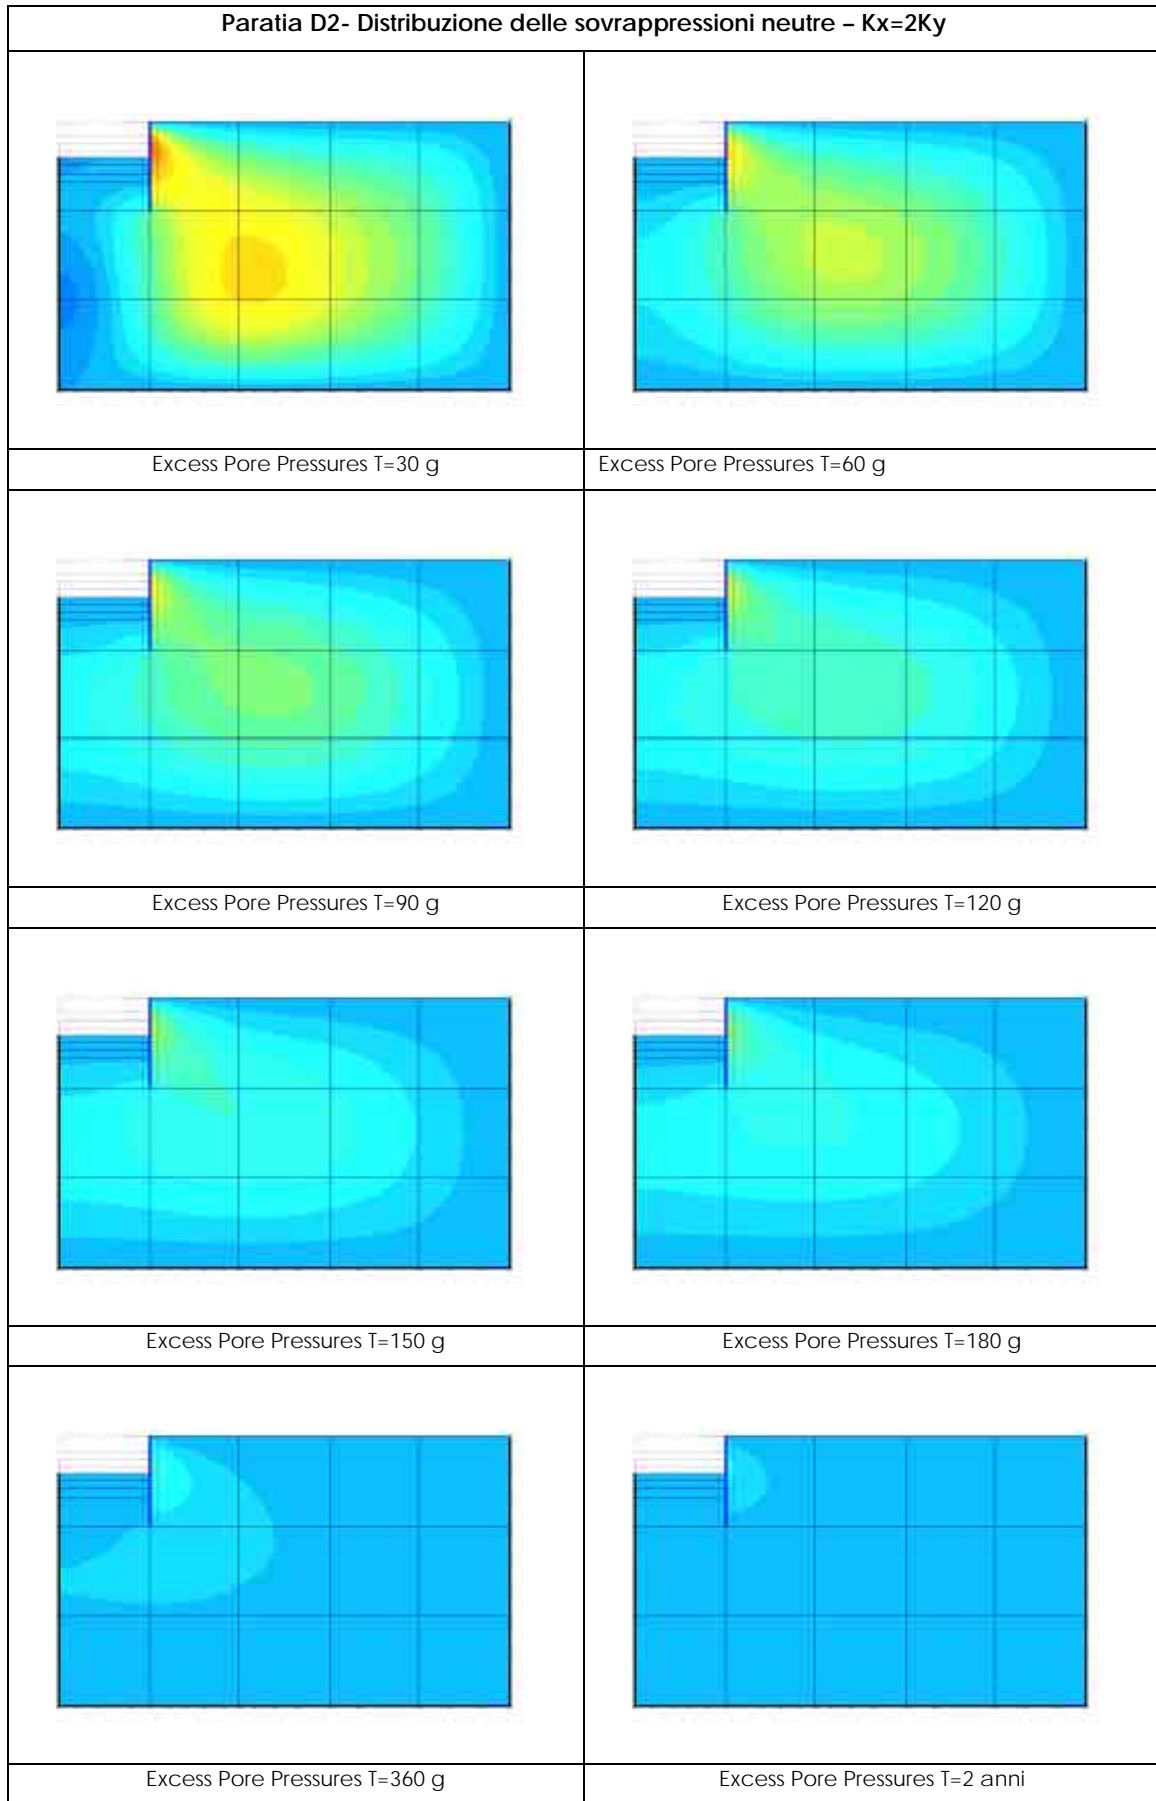 Paratia D2- Distribuzione delle sovrappressioni neutre – Kx=2Ky
Excess Pore Pressures T=30 g
Excess Pore Pressures T=60 g
Excess Pore Pressures T=90 g
Excess Pore Pressures T=120 g
Excess Pore Pressures T=150 g
Excess Pore Pressures T=180 g
Excess Pore Pressures T=360 g
Excess Pore Pressures T=2 anni